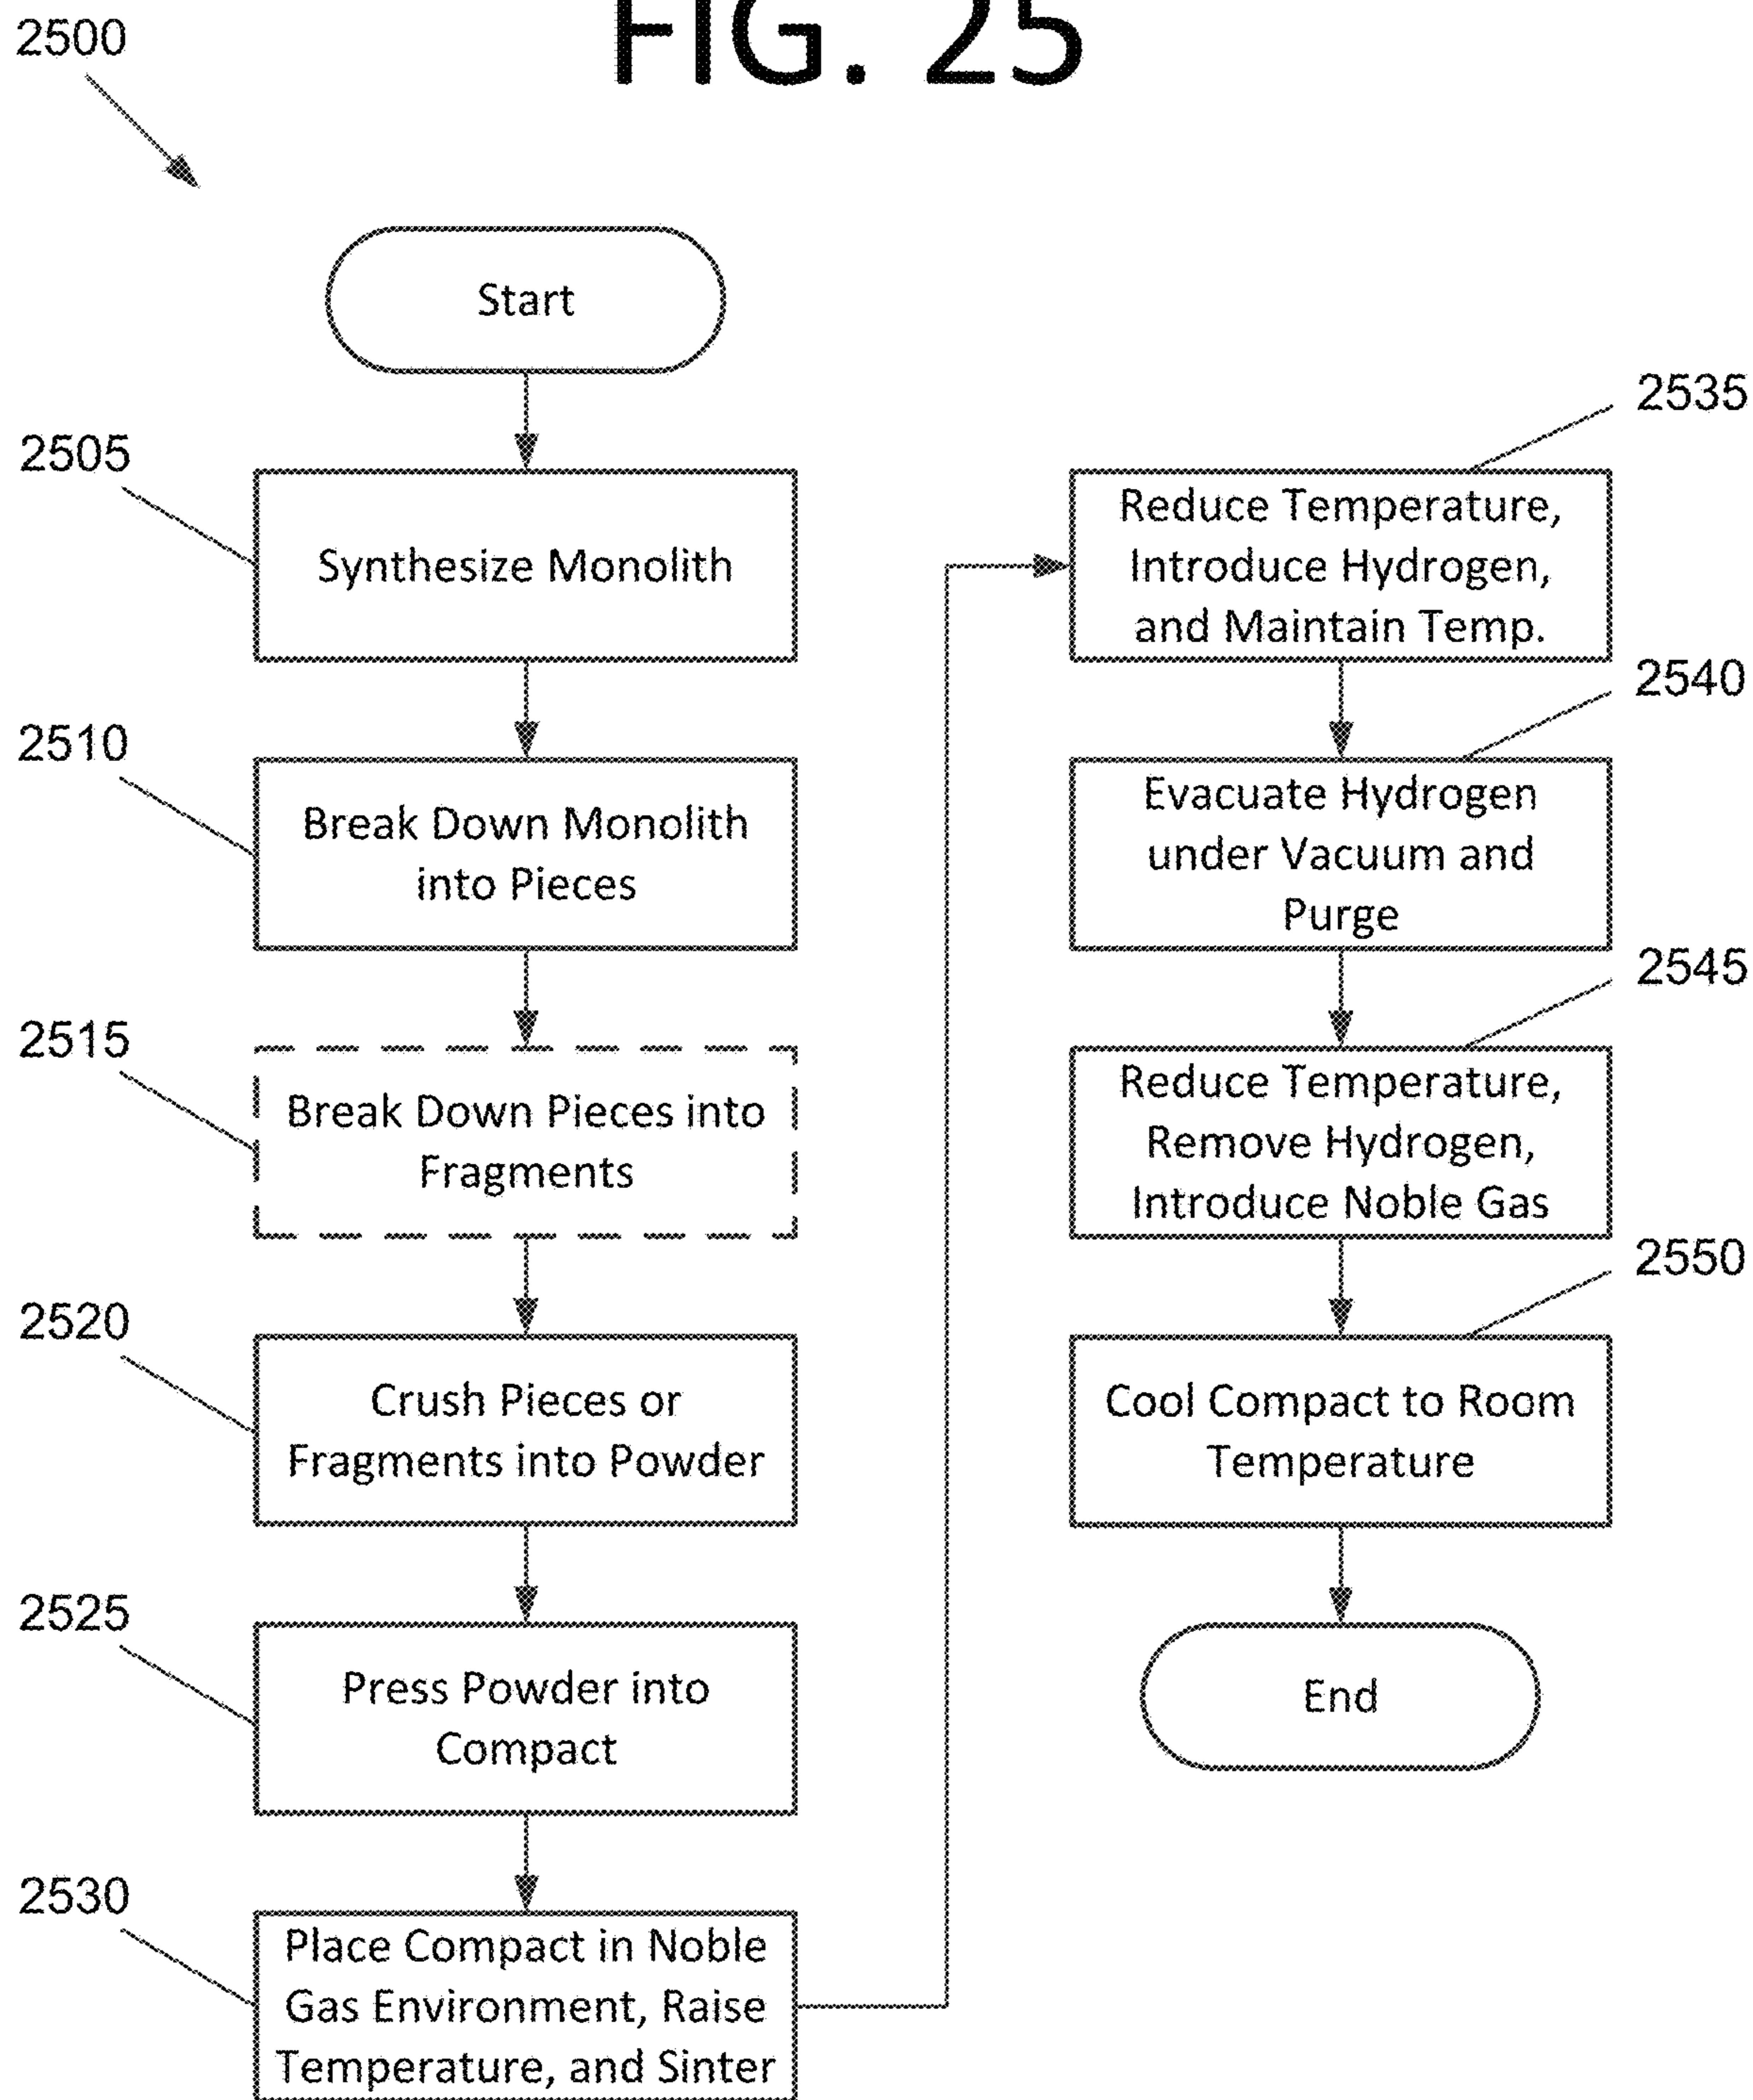 FIG. 25
2500
Start
2505
Synthesize Monolith
2510
Break Down Monolith
into Pieces
2515
Break Down Pieces into
Fragments
2520
Crush Pieces or
Fragments into Powder
2525
Press Powder into
Compact
2530
Place Compact in Noble
Gas Environment, Raise
Temperature, and Sinter
2535
Reduce Temperature,
Introduce Hydrogen,
and Maintain Temp.
2540
Evacuate Hydrogen
under Vacuum and
Purge
2545
Reduce Temperature,
Remove Hydrogen,
Introduce Noble Gas
2550
Cool Compact to Room
Temperature
End